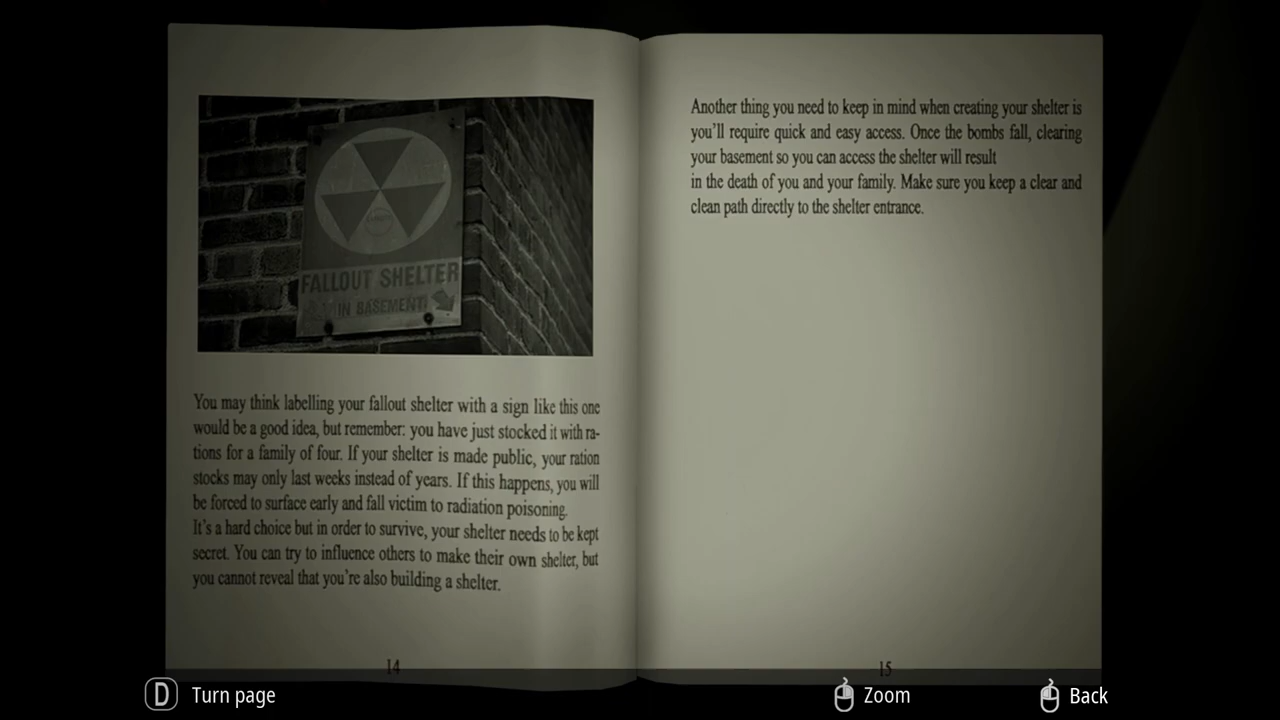 FALLOUT SHELTER
IN BASEMENT
You may think labelling your fallout shelter with a sign like this one
would be a good idea, but remember: you have just stocked it with ra-
tions for a family of four. If your shelter is made public, your ration
stocks may only last weeks instead of years. If this happens, you will
be forced to surface early and fall victim to radiation poisoning.
It's a hard choice but in order to survive, your shelter needs to be kept
secret. You can try to influence others to make their own shelter, but
you cannot reveal that you're also building a shelter.
14
Another thing you need to keep in mind when creating your shelter is
you'll require quick and easy access. Once the bombs fall, clearing
your basement so you can access the shelter will result
in the death of you and your family. Make sure you keep a clear and
clean path directly to the shelter entrance.
15
D Turn page
Zoom
Back